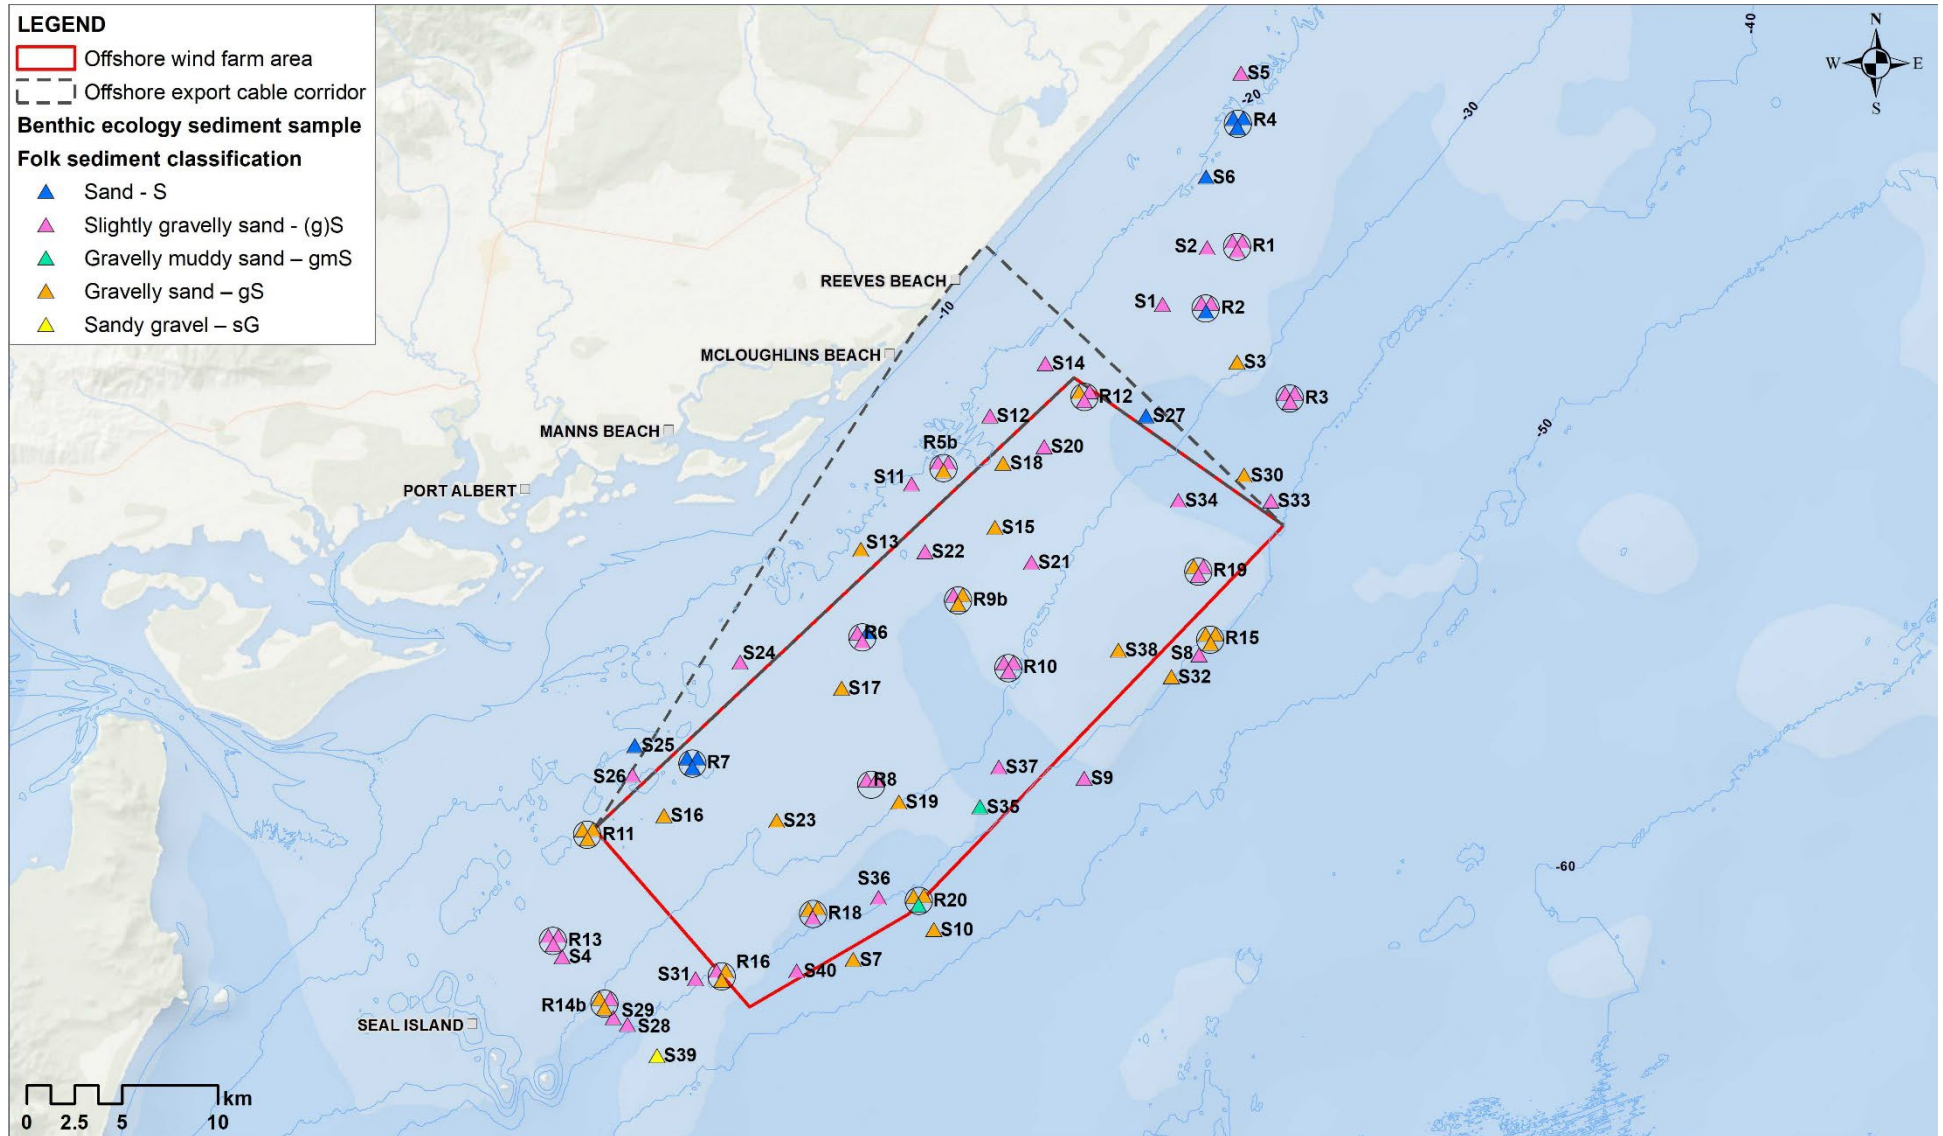 LEGEND
Offshore wind farm area
Offshore export cable corridor
Benthic ecology sediment sample
Folk sediment classification
Sand - S
Slightly gravelly sand - (g)S
Gravelly muddy sand – gmS
Gravelly sand – gS
Sandy gravel – sG
N
W E
S
-40
S5
-20
R4
-30
S6
S2
R1
REEVES BEACH
S1
R2
-10
MCLOUGHLINS BEACH
S14
S3
R12
R3
S12
S27
MANNS BEACH
-50
R5b
S20
S18
S11
S30
PORT ALBERT
S34
S33
S15
S13
S22
S21
R19
R9b
R6
R15
S38
S8
S24
R10
S32
S17
S25
R7
S26
R8
S37
S9
S19
S35
S16
S23
R11
-60
S36
R20
R18
S10
R13
S4
R16
S7
S31
S40
R14b
S29
SEAL ISLAND
S28
S39
km
0 2.5 5 10